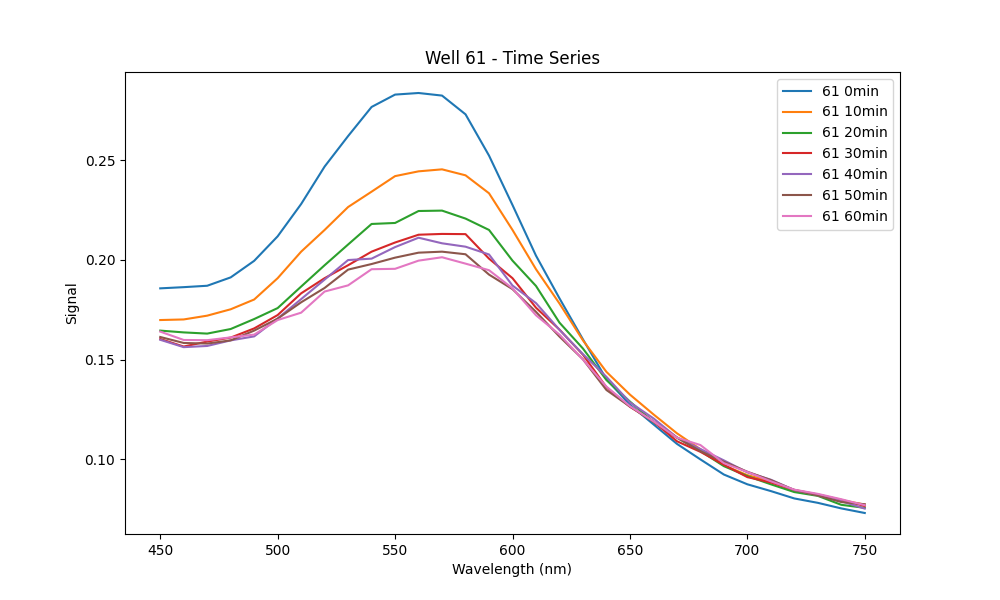 Well 61 - Time Series
61 0min
61 10min
61 20min
61 30min
61 40min
61 50min
61 60min
Signal
0.25
0.20
0.15
0.10
450 500 550 600 650 700 750
Wavelength (nm)